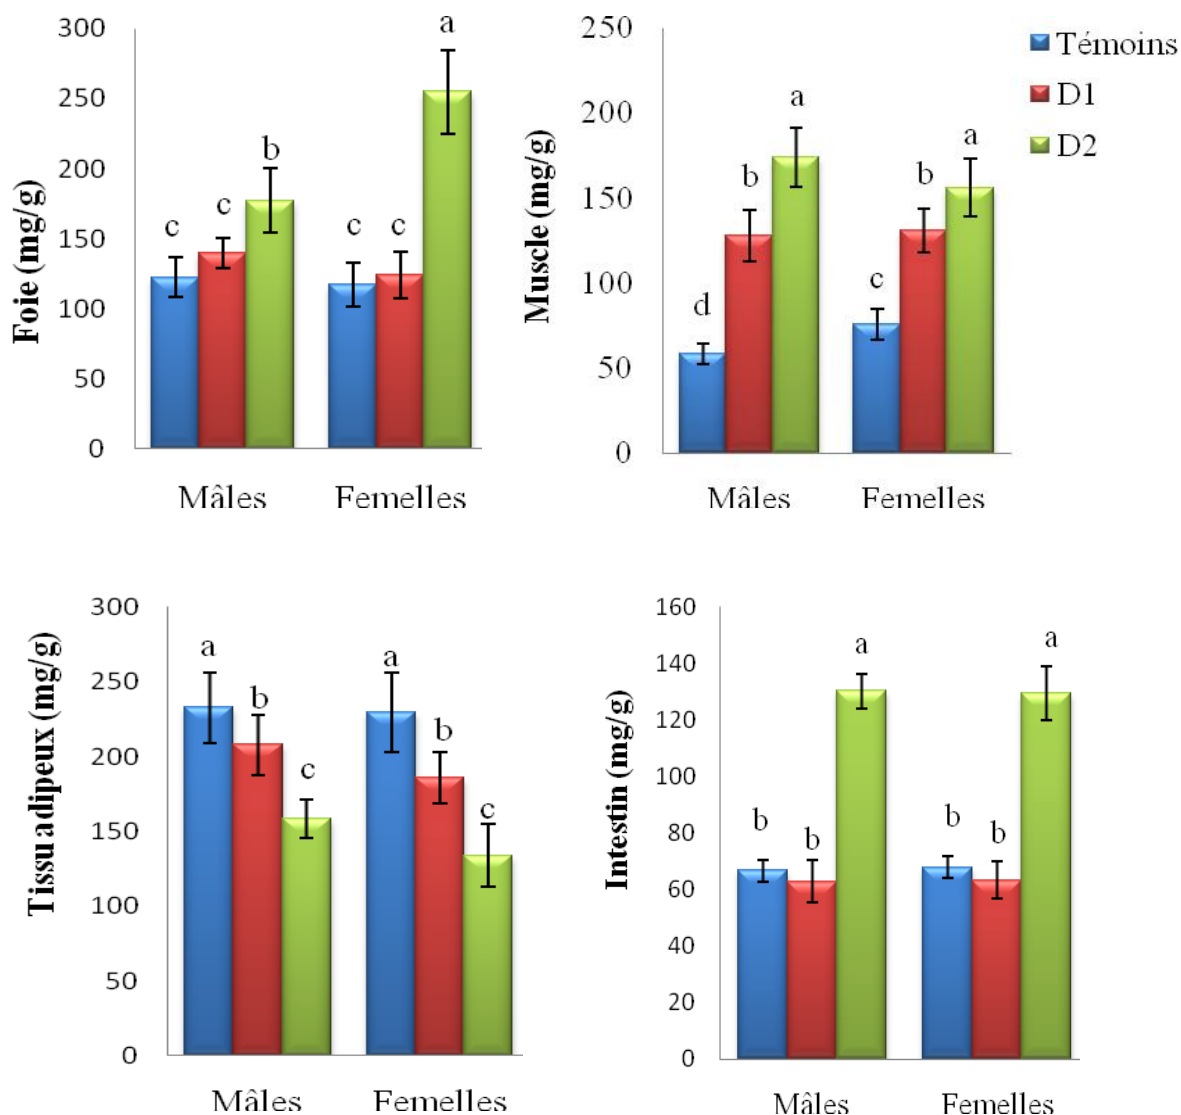 Foie (mg/g)
300
250
200
150
100
50
0
c
c
b
c
c
a
Mâles
Femelles
Muscle (mg/g)
250
200
150
100
50
0
d
b
a
c
b
a
Mâles
Femelles
Témoins
D1
D2
Tissu adipeux (mg/g)
300
250
200
150
100
50
0
a
b
c
a
b
c
Mâles
Femelles
Intestin (mg/g)
160
140
120
100
80
60
40
20
0
b
b
a
b
b
a
Mâles
Femelles